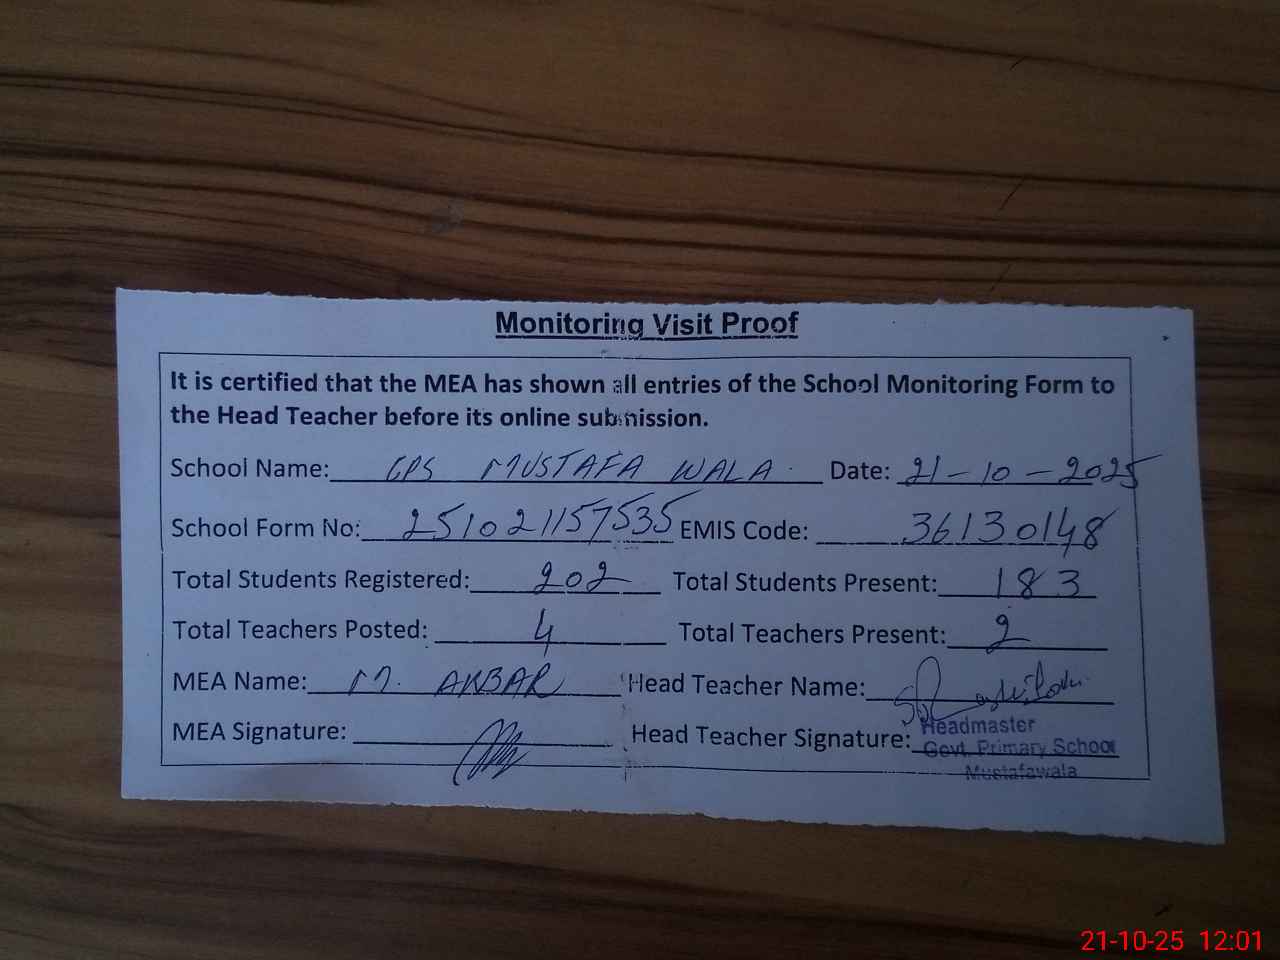 Monitoring Visit Proof
It is certified that the MEA has shown all entries of the School Monitoring Form to
the Head Teacher before its online submission.
School Name: GPS MUSTAFA WALA Date: 21-10-2025
School Form No: 251021157535 EMIS Code: 36130148
Total Students Registered: 202 Total Students Present: 183
Total Teachers Posted: 4 Total Teachers Present: 2
MEA Name: M. AKBAR Head Teacher Name:
MEA Signature: Head Teacher Signature:
Headmaster
Govt. Primary School
Mustafawala
21-10-25 12:01